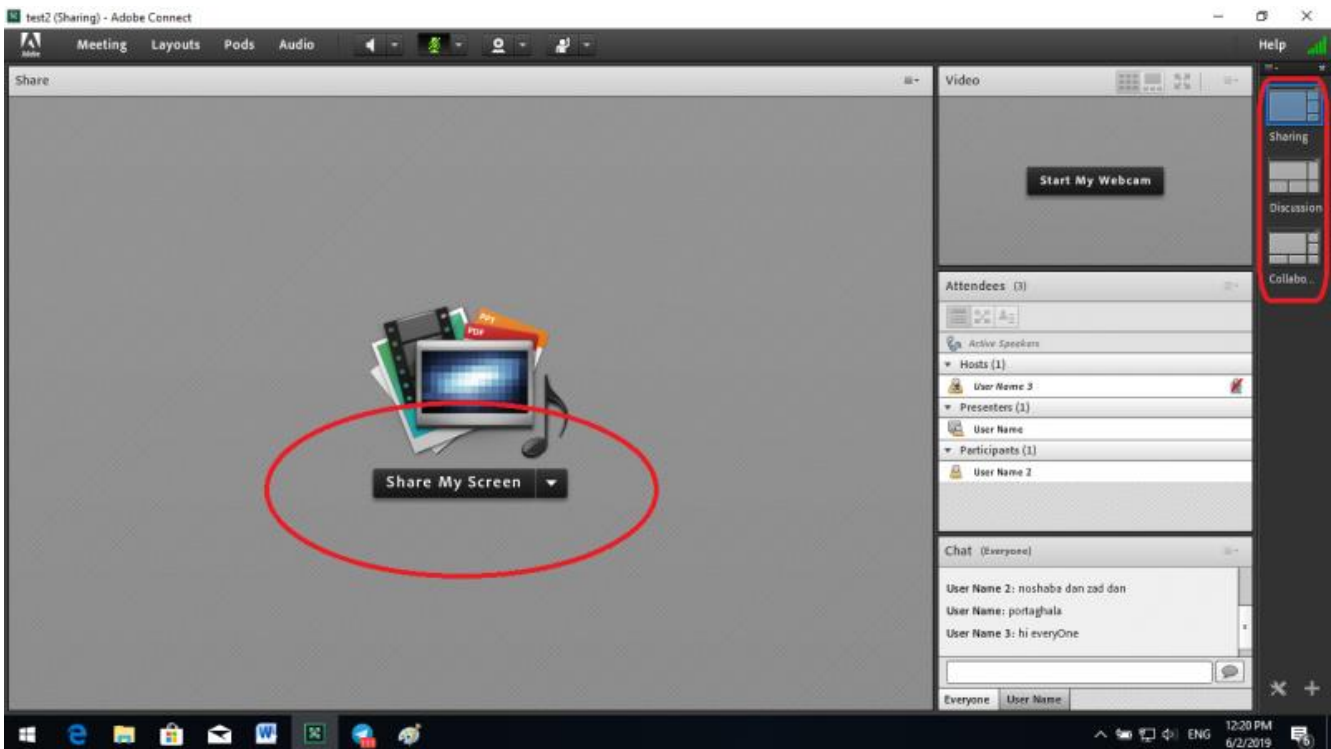 test2 (Sharing) - Adobe Connect
Adobe
Meeting Layouts Pods Audio
Help
Share
Video
Sharing
Start My Webcam
Discussion
Attendees (3)
Collabo...
Active Speakers
Hosts (1)
User Name 3
Presenters (1)
User Name
Participants (1)
User Name 2
PPT
PDF
Share My Screen
Chat (Everyone)
User Name 2: noshaba dan zad dan
User Name: portaghala
User Name 3: hi everyOne
Everyone User Name
ENG
12:20 PM
6/2/2019